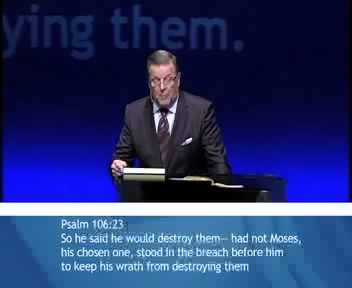 ying them.
Psalm 106:23
So he said he would destroy them— had not Moses,
his chosen one, stood in the breach before him
to keep his wrath from destroying them